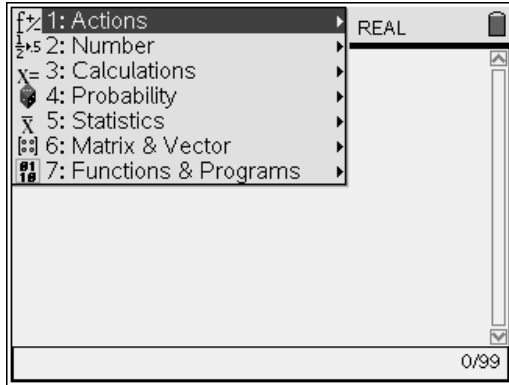 1: Actions
REAL
2: Number
3: Calculations
4: Probability
5: Statistics
6: Matrix & Vector
7: Functions & Programs
0/99